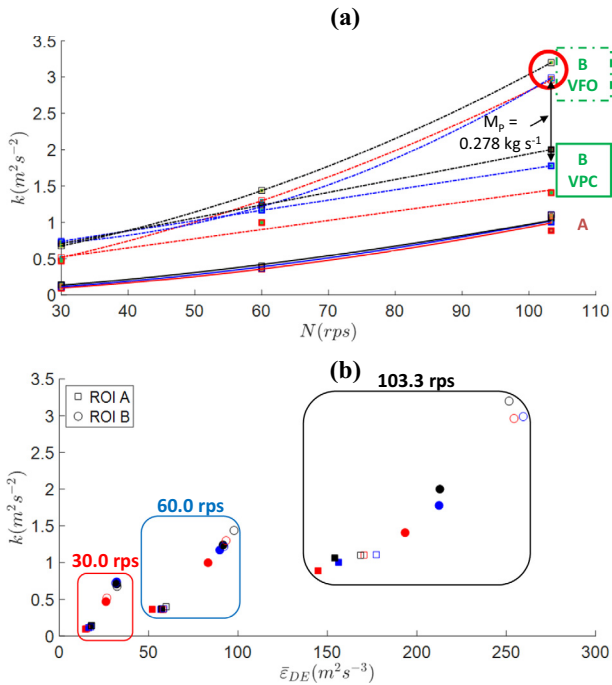 (a)
3.5
3
2.5
2
1.5
1
0.5
0
k(m²s⁻²)
30 40 50 60 70 80 90 100 110
N(rps)
B
VFO
M_P =
0.278 kg s⁻¹
B
VPC
A
(b)
3.5
3
2.5
2
1.5
1
0.5
0
k(m²s⁻²)
ROI A
ROI B
103.3 rps
60.0 rps
30.0 rps
0 50 100 150 200 250 300
ε̄_DE(m²s⁻³)